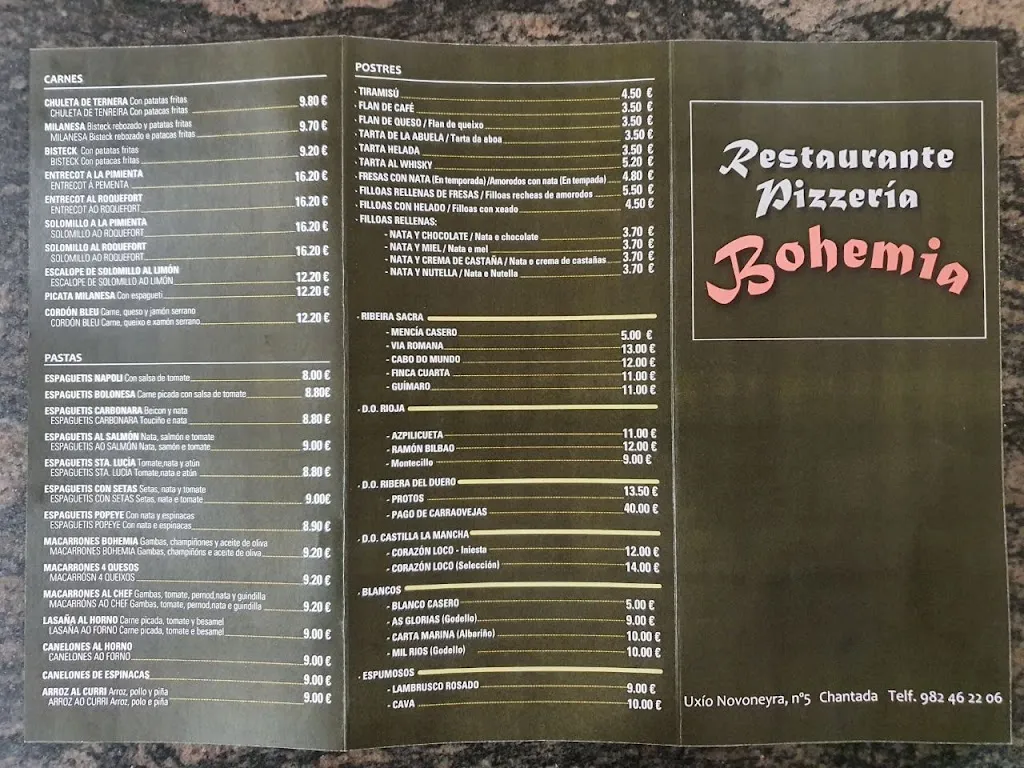 CARNES
CHULETA DE TERNERA Con patatas fritas
CHULETA DE TENREIRA Con patacas fritas 9.80 €
MILANESA Bisteck rebozado y patatas fritas
MILANESA Bisteck rebozado e patacas fritas 9.70 €
BISTECK Con patatas fritas
BISTECK Con patacas fritas 9.20 €
ENTRECOT A LA PIMIENTA
ENTRECOT Á PEMENTA 16.20 €
ENTRECOT AL ROQUEFORT
ENTRECOT AO ROQUEFORT 16.20 €
SOLOMILLO A LA PIMIENTA
SOLOMILLO AO ROQUEFORT 16.20 €
SOLOMILLO AL ROQUEFORT
SOLOMILLO AO ROQUEFORT 16.20 €
ESCALOPE DE SOLOMILLO AL LIMÓN
ESCALOPE DE SOLOMILLO AO LIMÓN 12.20 €
PICATA MILANESA Con espagueti 12.20 €
CORDÓN BLEU Carne, queso y jamón serrano
CORDÓN BLEU Carne, queixo e xamón serrano 12.20 €
PASTAS
ESPAGUETIS NAPOLI Con salsa de tomate 8.00 €
ESPAGUETIS BOLONESA Carne picada con salsa de tomate 8.80€
ESPAGUETIS CARBONARA Beicon y nata
ESPAGUETIS CARBONARA Touciño e nata 8.80 €
ESPAGUETIS AL SALMÓN Nata, salmón e tomate
ESPAGUETIS AO SALMÓN Nata, samón e tomate 9.00 €
ESPAGUETIS STA. LUCÍA Tomate,nata y atún
ESPAGUETIS STA. LUCÍA Tomate,nata e atún 8.80 €
ESPAGUETIS CON SETAS Setas, nata y tomate
ESPAGUETIS CON SETAS Setas, nata e tomate 9.00€
ESPAGUETIS POPEYE Con nata y espinacas
ESPAGUETIS POPEYE Con nata e espinacas 8.90 €
MACARRONES BOHEMIA Gambas, champiñones y aceite de oliva
MACARRONES BOHEMIA Gambas, champiñóns e aceite de oliva 9.20 €
MACARRONES 4 QUESOS
MACARRÓSN 4 QUEIXOS 9.20 €
MACARRONES AL CHEF Gambas, tomate, pernod,nata y guindilla
MACARRÓNS AO CHEF Gambas, tomate, pernod,nata e guindilla 9.20 €
LASAÑA AL HORNO Carne picada, tomate y besamel
LASAÑA AO FORNO Carne picada, tomate e besamel 9.00 €
CANELONES AL HORNO
CANELONES AO FORNO 9.00 €
CANELONES DE ESPINACAS 9.00 €
ARROZ AL CURRI Arroz, pollo y piña
ARROZ AO CURRI Arroz, polo e piña 9.00 €
POSTRES
· TIRAMISÚ 4.50 €
· FLAN DE CAFÉ 3.50 €
· FLAN DE QUESO / Flan de queixo 3.50 €
· TARTA DE LA ABUELA / Tarta da aboa 3.50 €
· TARTA HELADA 3.50 €
· TARTA AL WHISKY 5.20 €
· FRESAS CON NATA (En temporada) /Amorodos con nata (En tempada) 4.80 €
· FILLOAS RELLENAS DE FRESAS / Filloas recheas de amorodos 5.50 €
· FILLOAS CON HELADO / Filloas con xeado 4.50 €
· FILLOAS RELLENAS:
- NATA Y CHOCOLATE / Nata e chocolate 3.70 €
- NATA Y MIEL / Nata e mel 3.70 €
- NATA Y CREMA DE CASTAÑA / Nata e crema de castañas 3.70 €
- NATA Y NUTELLA / Nata e Nutella 3.70 €
· RIBEIRA SACRA
- MENCÍA CASERO 5.00 €
- VIA ROMANA 13.00 €
- CABO DO MUNDO 12.00 €
- FINCA CUARTA 11.00 €
- GUÍMARO 11.00 €
· D.O. RIOJA
- AZPILICUETA 11.00 €
- RAMÓN BILBAO 12.00 €
- Montecillo 9.00 €
· D.O. RIBERA DEL DUERO
- PROTOS 13.50 €
- PAGO DE CARRAOVEJAS 40.00 €
· D.O. CASTILLA LA MANCHA
- CORAZÓN LOCO - Iniesta 12.00 €
- CORAZÓN LOCO (Selección) 14.00 €
· BLANCOS
- BLANCO CASERO 5.00 €
- AS GLORIAS (Godello) 9.00 €
- CARTA MARINA (Albariño) 10.00 €
- MIL RIOS (Godello) 10.00 €
· ESPUMOSOS
- LAMBRUSCO ROSADO 9.00 €
- CAVA 10.00 €
Restaurante
Pizzería
Bohemia
Uxío Novoneyra, nº5 Chantada Telf. 982 46 22 06